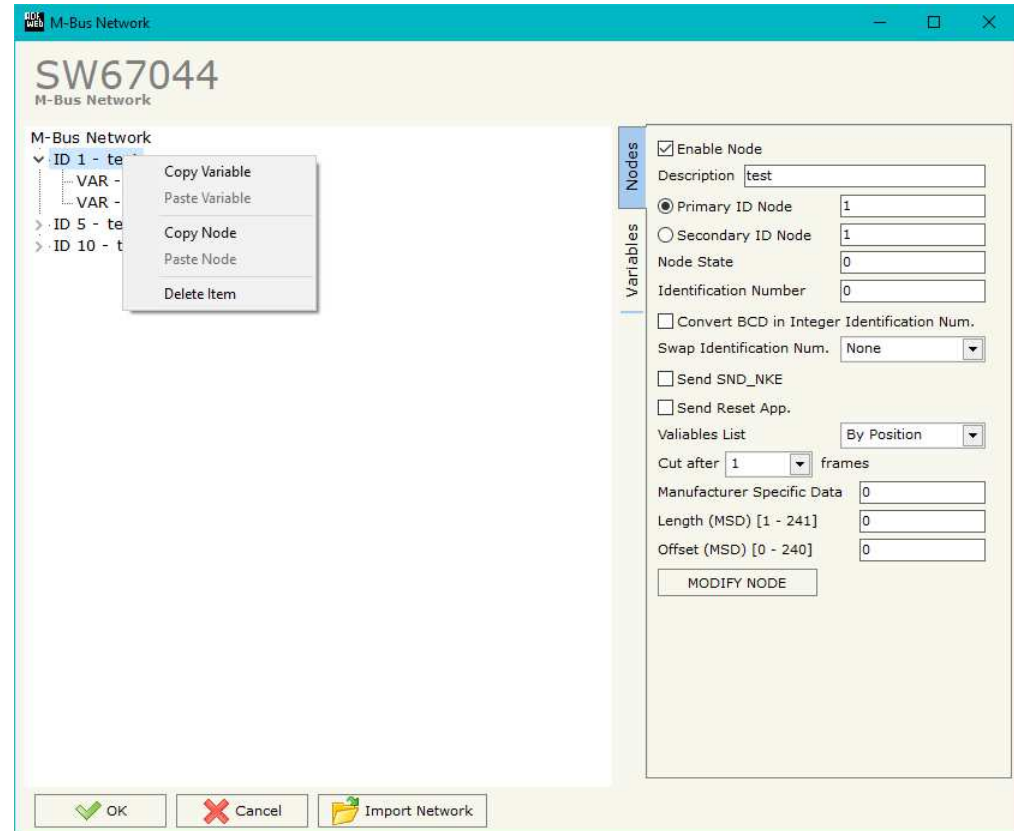 ADF
WEB
M-Bus Network
SW67044
M-Bus Network
M-Bus Network
ID 1 - te
VAR -
VAR -
ID 5 - te
ID 10 - t
Copy Variable
Paste Variable
Copy Node
Paste Node
Delete Item
Nodes
Variables
Enable Node
Description test
Primary ID Node 1
Secondary ID Node 1
Node State 0
Identification Number 0
Convert BCD in Integer Identification Num.
Swap Identification Num. None
Send SND_NKE
Send Reset App.
Valiables List By Position
Cut after 1 frames
Manufacturer Specific Data 0
Length (MSD) [1 - 241] 0
Offset (MSD) [0 - 240] 0
MODIFY NODE
OK
Cancel
Import Network